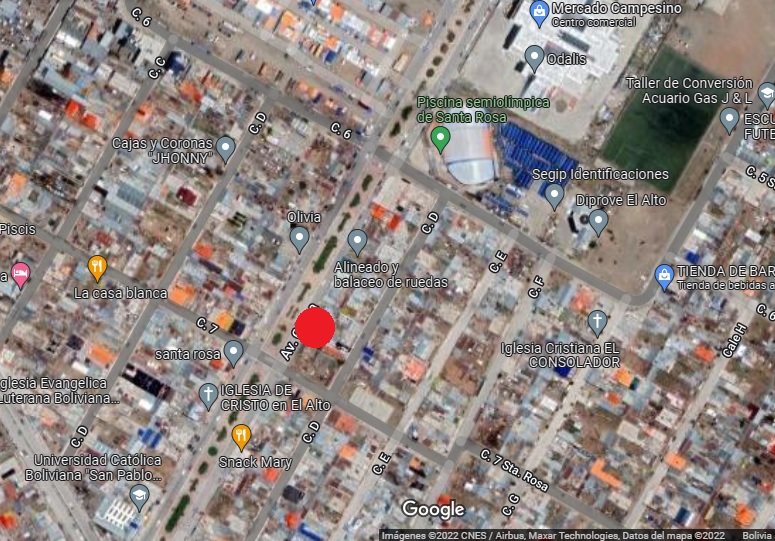 C. 6
Mercado Campesino
Centro comercial
C. C
Odalis
Taller de Conversión
Acuario Gas J & L
Piscina semiolímpica
de Santa Rosa
C. D
C. 6
ESCU
FUTE
Cajas y Coronas
"JHONNY"
Segip Identificaciones
C. 5 S
Diprove El Alto
Olivia
C. D
Piscis
Alineado y
balaceo de ruedas
C. E
C. F
TIENDA DE BAR
Tienda de bebidas a
a
La casa blanca
C. 6
C. 7
Av.
Iglesia Cristiana EL
CONSOLADOR
Cale H
santa rosa
glesia Evangelica
Luterana Boliviana...
IGLESIA DE
CRISTO en El Alto
C. D
C. D
Snack Mary
C. E
C. 7 Sta. Rosa
Universidad Católica
Boliviana "San Pablo...
C. G
Google
Imágenes ©2022 CNES / Airbus, Maxar Technologies, Datos del mapa ©2022
Bolivia